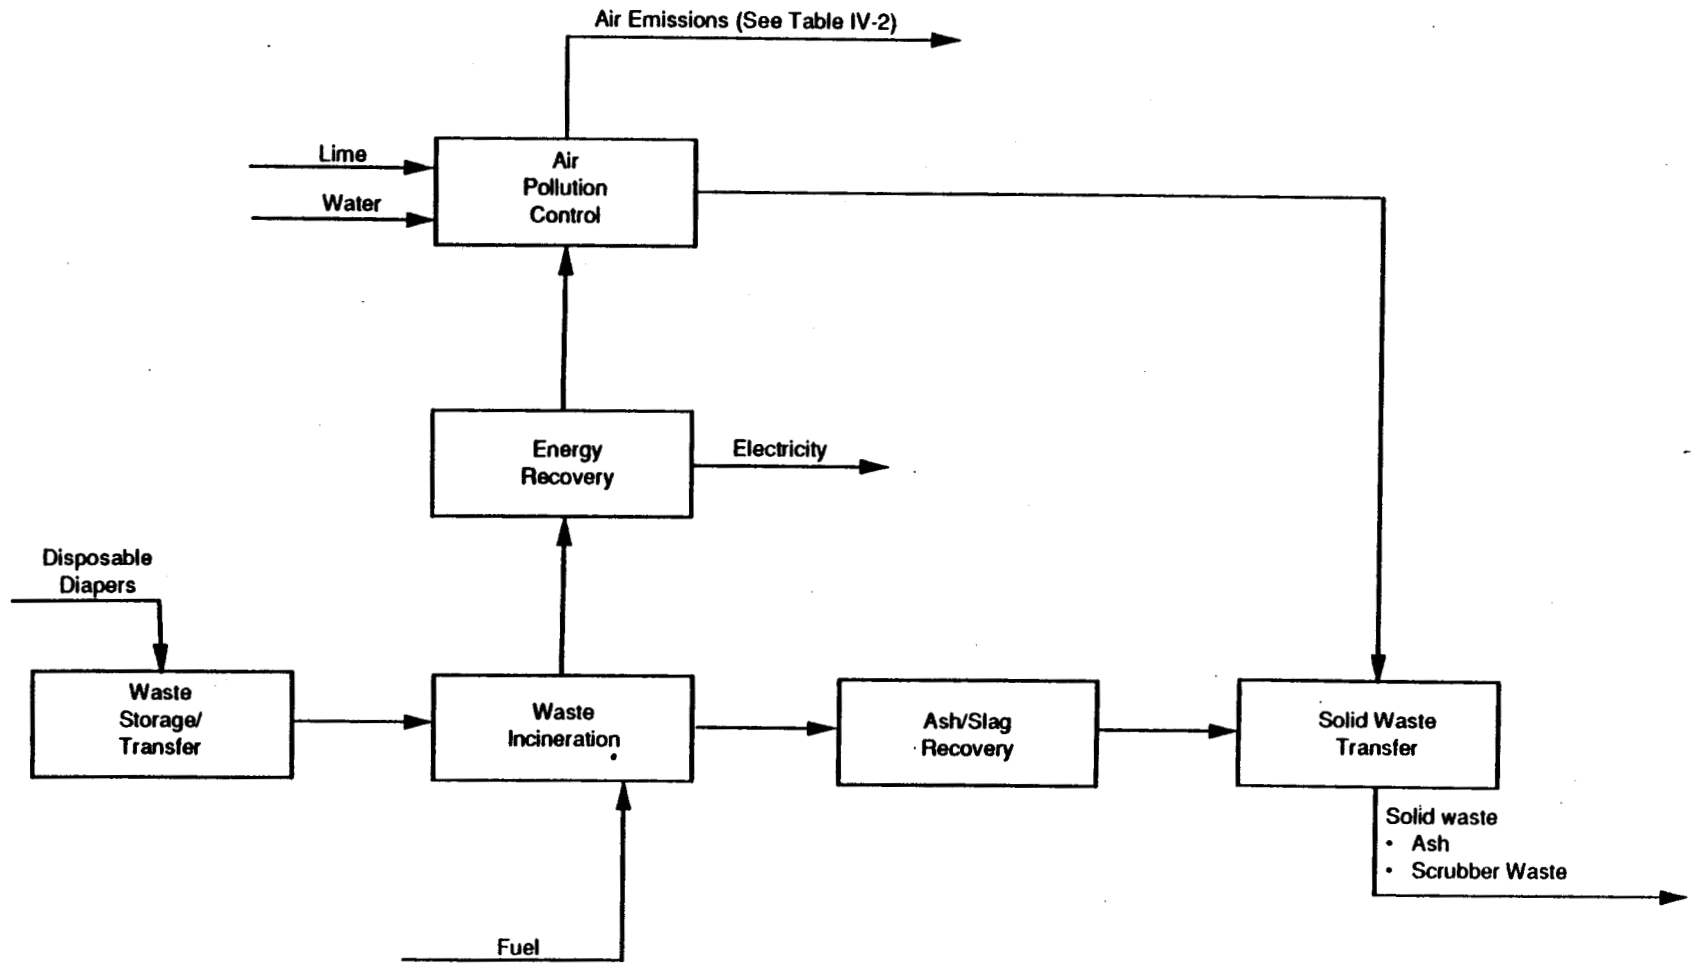 Air Emissions (See Table IV-2)
Lime
Water
Air
Pollution
Control
Energy
Recovery
Electricity
Disposable
Diapers
Waste
Storage/
Transfer
Waste
Incineration
Ash/Slag
Recovery
Solid Waste
Transfer
Solid waste
• Ash
• Scrubber Waste
Fuel